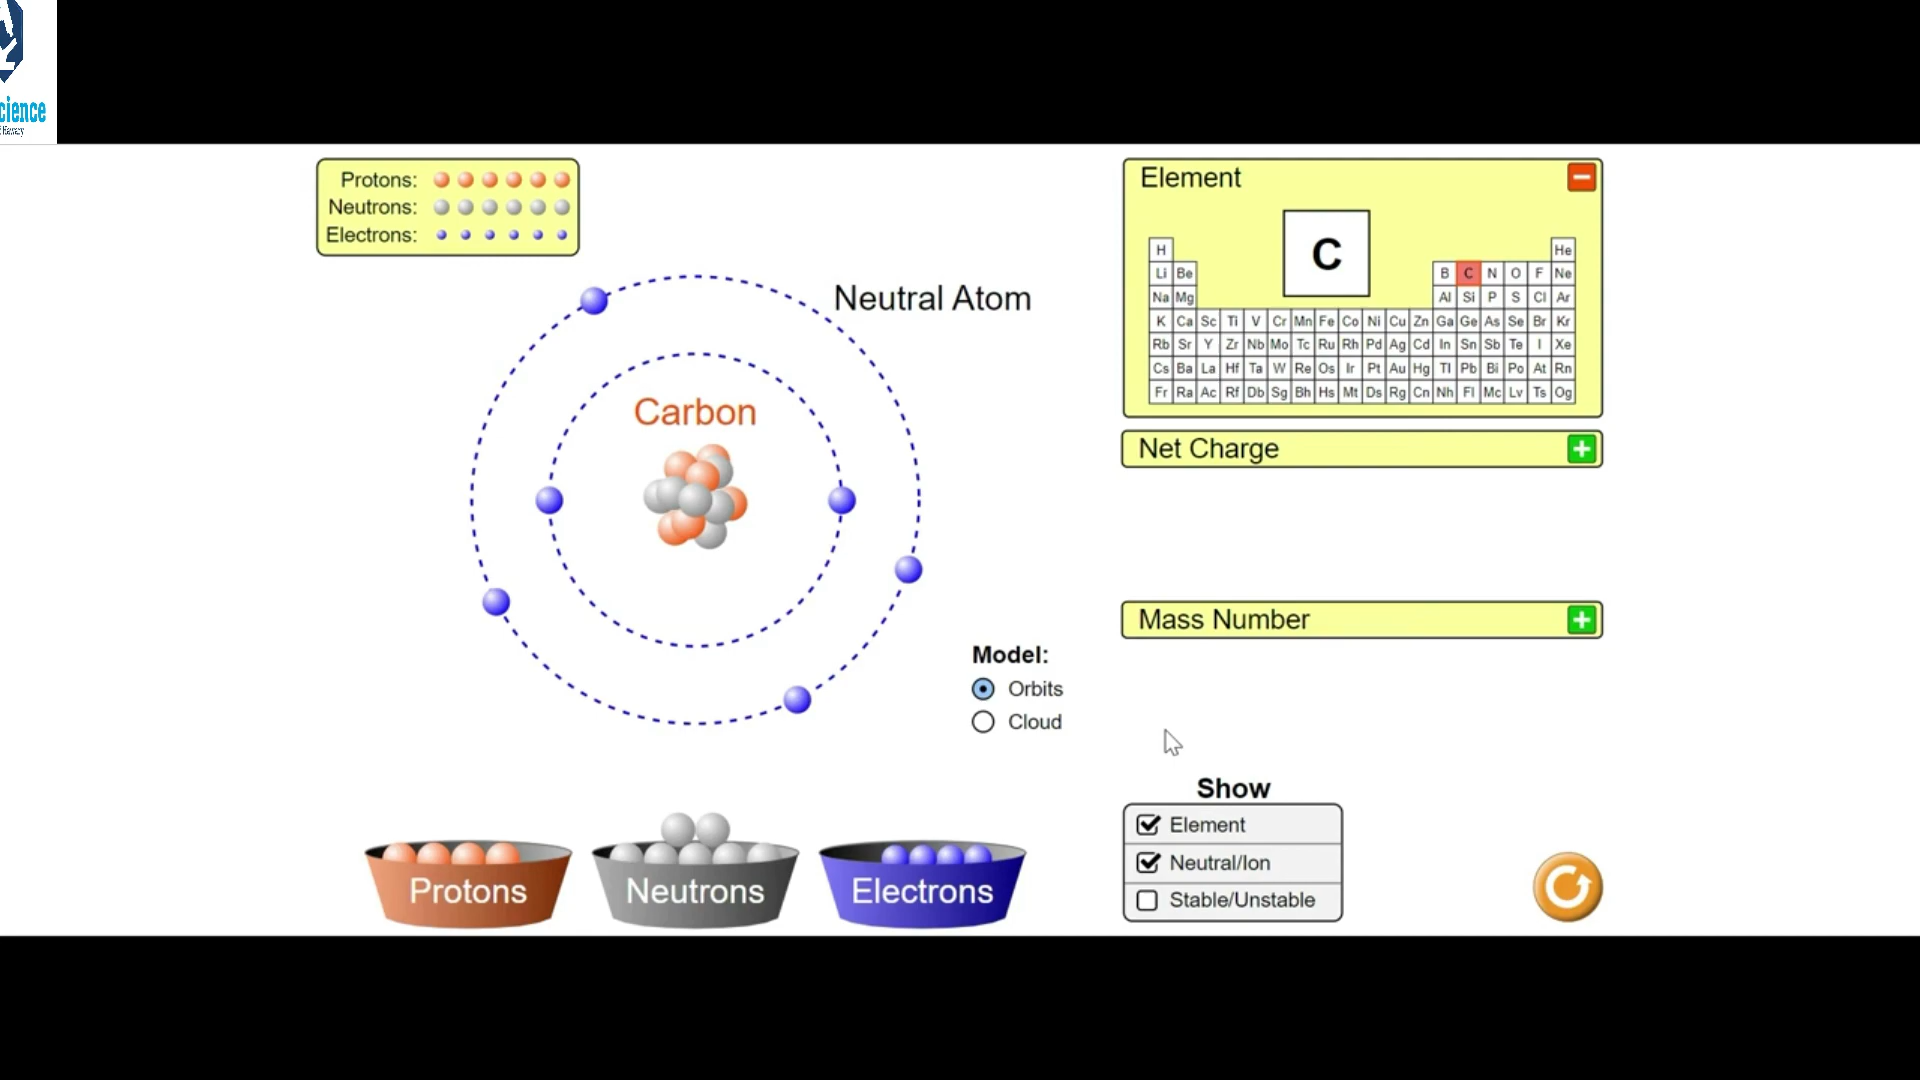 cience
Protons:
Neutrons:
Electrons:
Neutral Atom
Carbon
Element
C
H He
Li Be B C N O F Ne
Na Mg Al Si P S Cl Ar
K Ca Sc Ti V Cr Mn Fe Co Ni Cu Zn Ga Ge As Se Br Kr
Rb Sr Y Zr Nb Mo Tc Ru Rh Pd Ag Cd In Sn Sb Te I Xe
Cs Ba La Hf Ta W Re Os Ir Pt Au Hg Tl Pb Bi Po At Rn
Fr Ra Ac Rf Db Sg Bh Hs Mt Ds Rg Cn Nh Fl Mc Lv Ts Og
Net Charge
Mass Number
Model:
Orbits
Cloud
Show
Element
Neutral/Ion
Stable/Unstable
Protons
Neutrons
Electrons